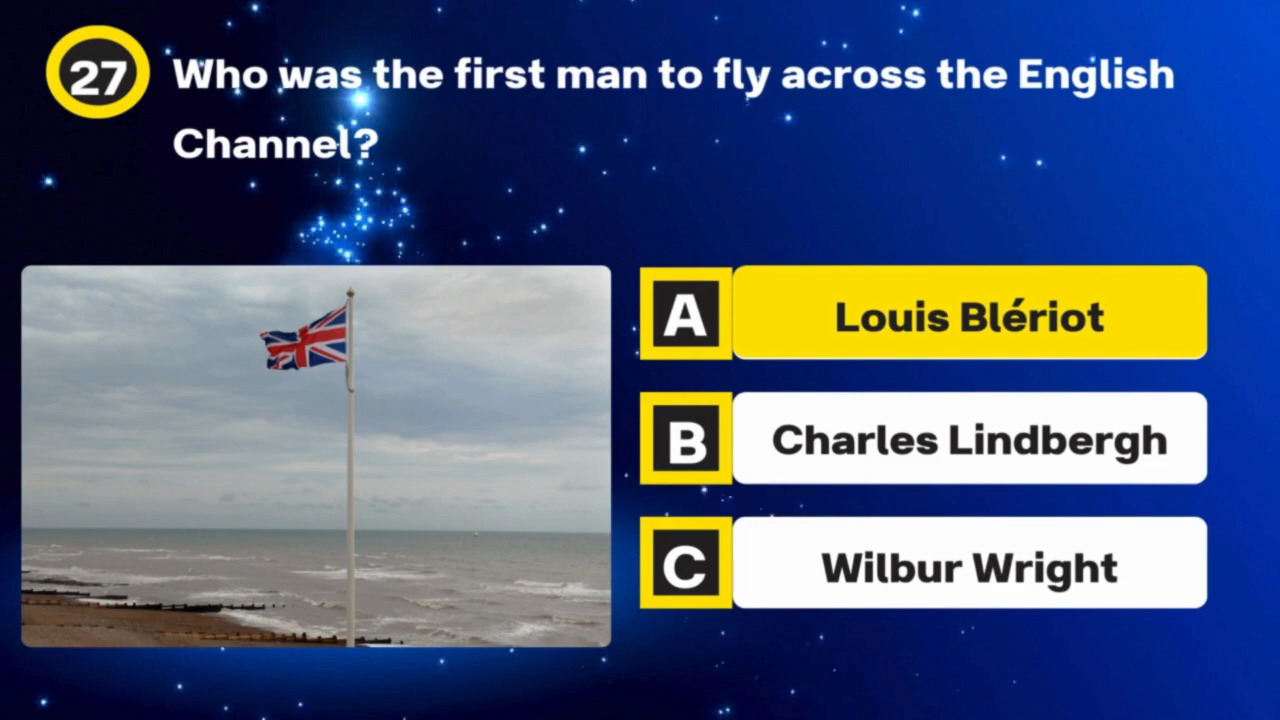 27
Who was the first man to fly across the English
Channel?
A
Louis Blériot
B
Charles Lindbergh
C
Wilbur Wright